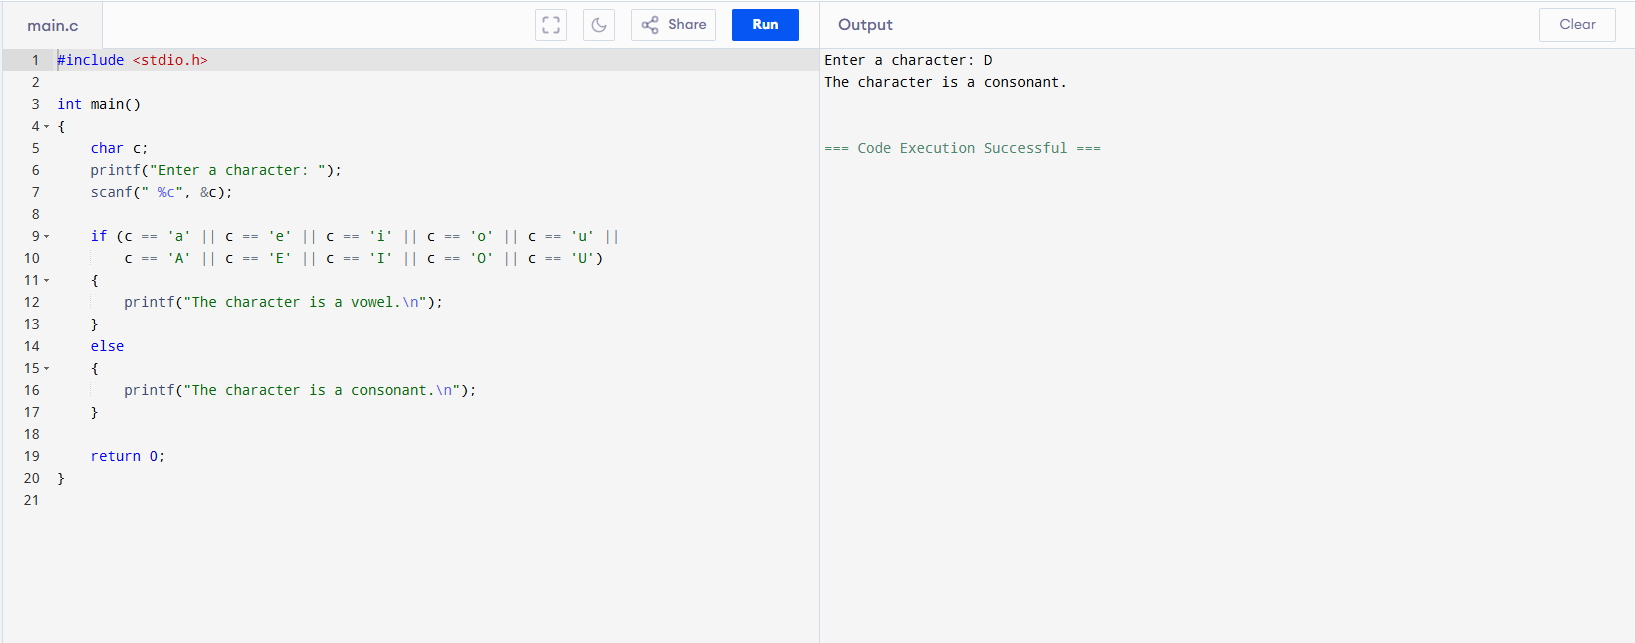 main.c
Share
Run
Output
Clear
1 #include <stdio.h>
2
3 int main()
4 {
5     char c;
6     printf("Enter a character: ");
7     scanf(" %c", &c);
8
9     if (c == 'a' || c == 'e' || c == 'i' || c == 'o' || c == 'u' ||
10         c == 'A' || c == 'E' || c == 'I' || c == 'O' || c == 'U')
11     {
12         printf("The character is a vowel.\n");
13     }
14     else
15     {
16         printf("The character is a consonant.\n");
17     }
18
19     return 0;
20 }
21
Enter a character: D
The character is a consonant.
=== Code Execution Successful ===